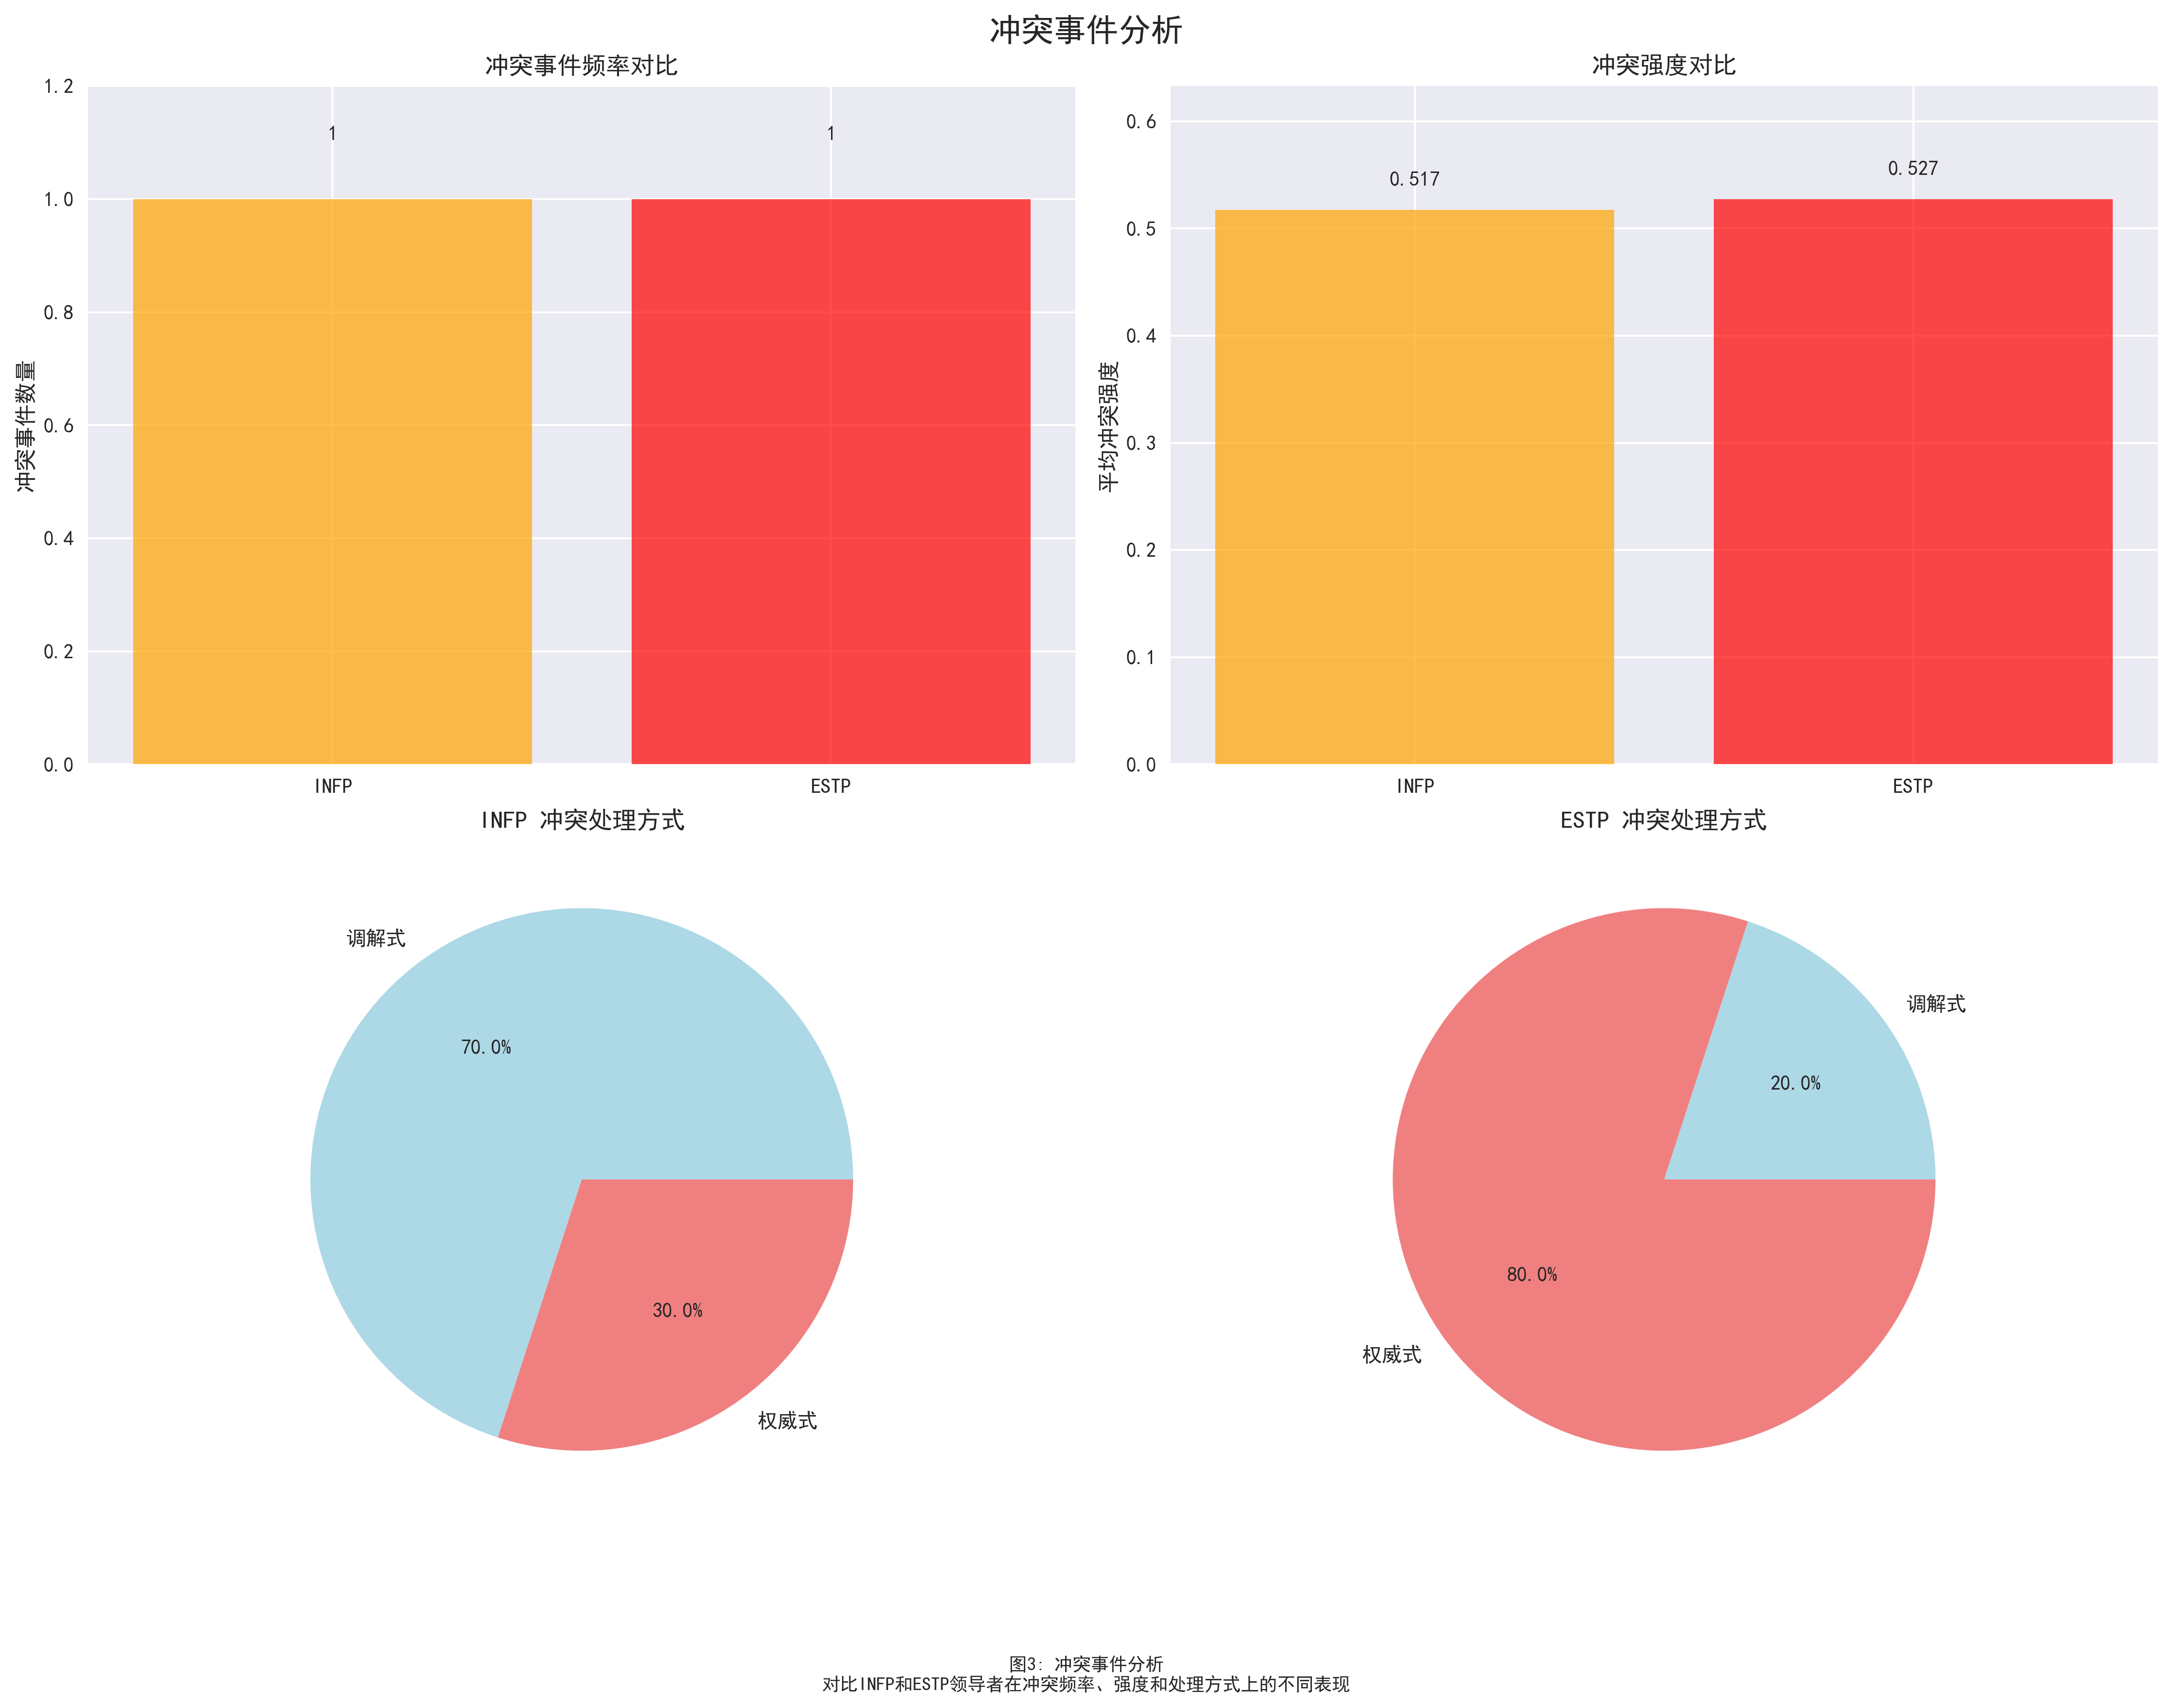 冲突事件分析
冲突事件频率对比
1.2
1.0
0.8
0.6
0.4
0.2
0.0
冲突事件数量
1
1
INFP
ESTP
冲突强度对比
0.6
0.5
0.4
0.3
0.2
0.1
0.0
平均冲突强度
0.517
0.527
INFP
ESTP
INFP 冲突处理方式
调解式
70.0%
30.0%
权威式
ESTP 冲突处理方式
调解式
20.0%
80.0%
权威式
图3: 冲突事件分析
对比INFP和ESTP领导者在冲突频率、强度和处理方式上的不同表现